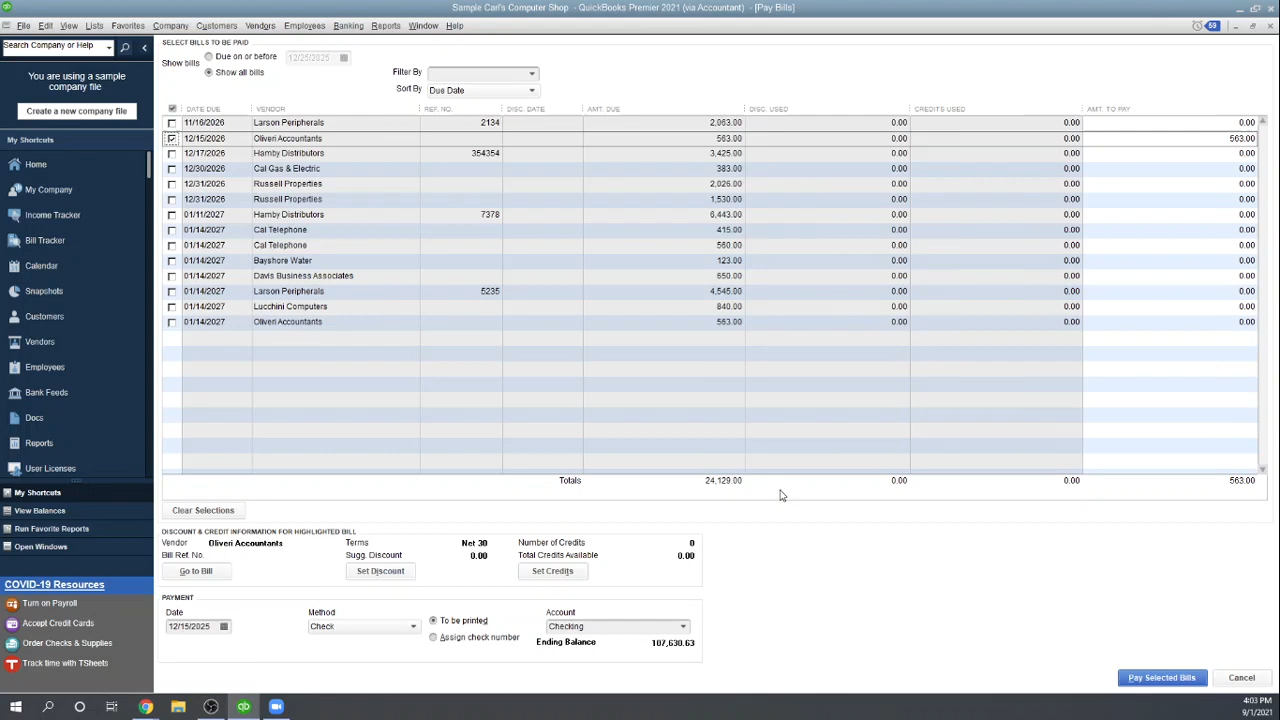 Sample Carl's Computer Shop - QuickBooks Premier 2021 (via Accountant) - [Pay Bills]
File Edit View Lists Favorites Company Customers Vendors Employees Banking Reports Window Help 59
Search Company or Help
You are using a sample
company file
Create a new company file
My Shortcuts
Home
My Company
Income Tracker
Bill Tracker
Calendar
Snapshots
Customers
Vendors
Employees
Bank Feeds
Docs
Reports
User Licenses
My Shortcuts
View Balances
Run Favorite Reports
Open Windows
COVID-19 Resources
Turn on Payroll
Accept Credit Cards
Order Checks & Supplies
Track time with TSheets
SELECT BILLS TO BE PAID
Show bills Due on or before 12/25/2025
Show all bills
Filter By
Sort By Due Date
DATE DUE VENDOR REF. NO. DISC. DATE AMT. DUE DISC. USED CREDITS USED AMT. TO PAY
11/16/2026 Larson Peripherals 2134 2,063.00 0.00 0.00 0.00
12/15/2026 Oliveri Accountants 563.00 0.00 0.00 563.00
12/17/2026 Hamby Distributors 354354 3,425.00 0.00 0.00 0.00
12/30/2026 Cal Gas & Electric 383.00 0.00 0.00 0.00
12/31/2026 Russell Properties 2,026.00 0.00 0.00 0.00
12/31/2026 Russell Properties 1,530.00 0.00 0.00 0.00
01/11/2027 Hamby Distributors 7378 6,443.00 0.00 0.00 0.00
01/14/2027 Cal Telephone 415.00 0.00 0.00 0.00
01/14/2027 Cal Telephone 560.00 0.00 0.00 0.00
01/14/2027 Bayshore Water 123.00 0.00 0.00 0.00
01/14/2027 Davis Business Associates 650.00 0.00 0.00 0.00
01/14/2027 Larson Peripherals 5235 4,545.00 0.00 0.00 0.00
01/14/2027 Lucchini Computers 840.00 0.00 0.00 0.00
01/14/2027 Oliveri Accountants 563.00 0.00 0.00 0.00
Totals 24,129.00 0.00 0.00 563.00
Clear Selections
DISCOUNT & CREDIT INFORMATION FOR HIGHLIGHTED BILL
Vendor Oliveri Accountants Terms Net 30 Number of Credits 0
Bill Ref. No. Sugg. Discount 0.00 Total Credits Available 0.00
Go to Bill Set Discount Set Credits
PAYMENT
Date Method Account
12/15/2025 Check To be printed Checking
Assign check number Ending Balance 107,630.63
Pay Selected Bills Cancel
4:03 PM
9/1/2021